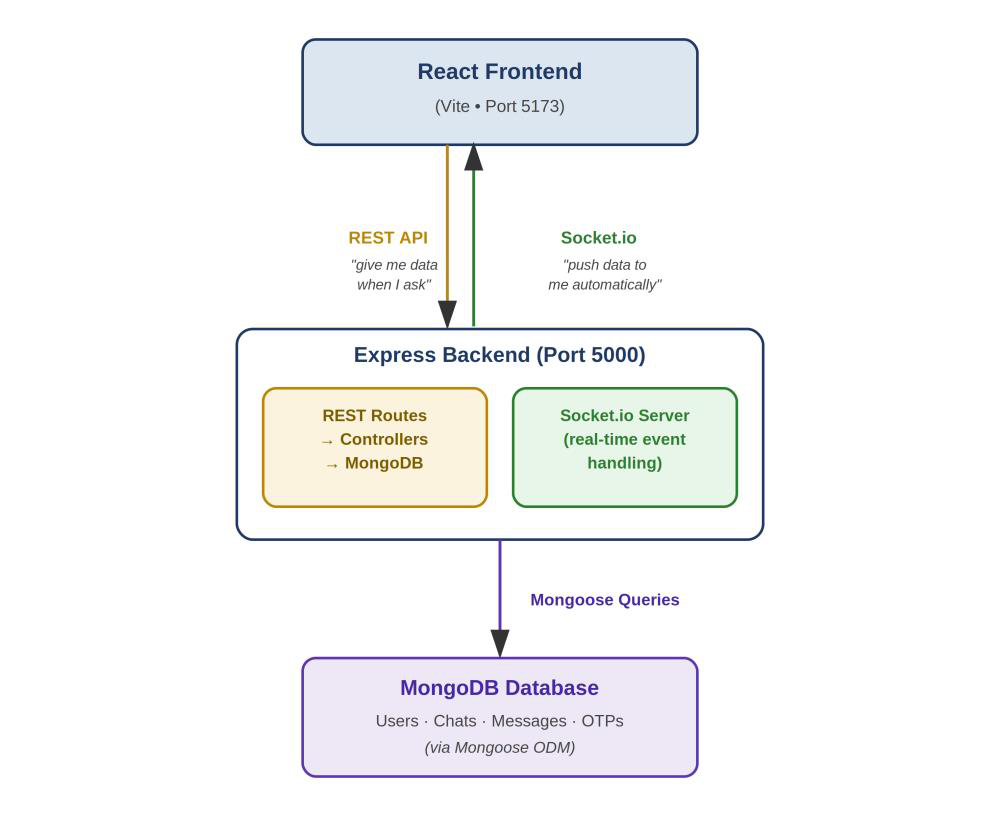 React Frontend
(Vite • Port 5173)
REST API
"give me data
when I ask"
Socket.io
"push data to
me automatically"
Express Backend (Port 5000)
REST Routes
→ Controllers
→ MongoDB
Socket.io Server
(real-time event
handling)
Mongoose Queries
MongoDB Database
Users · Chats · Messages · OTPs
(via Mongoose ODM)